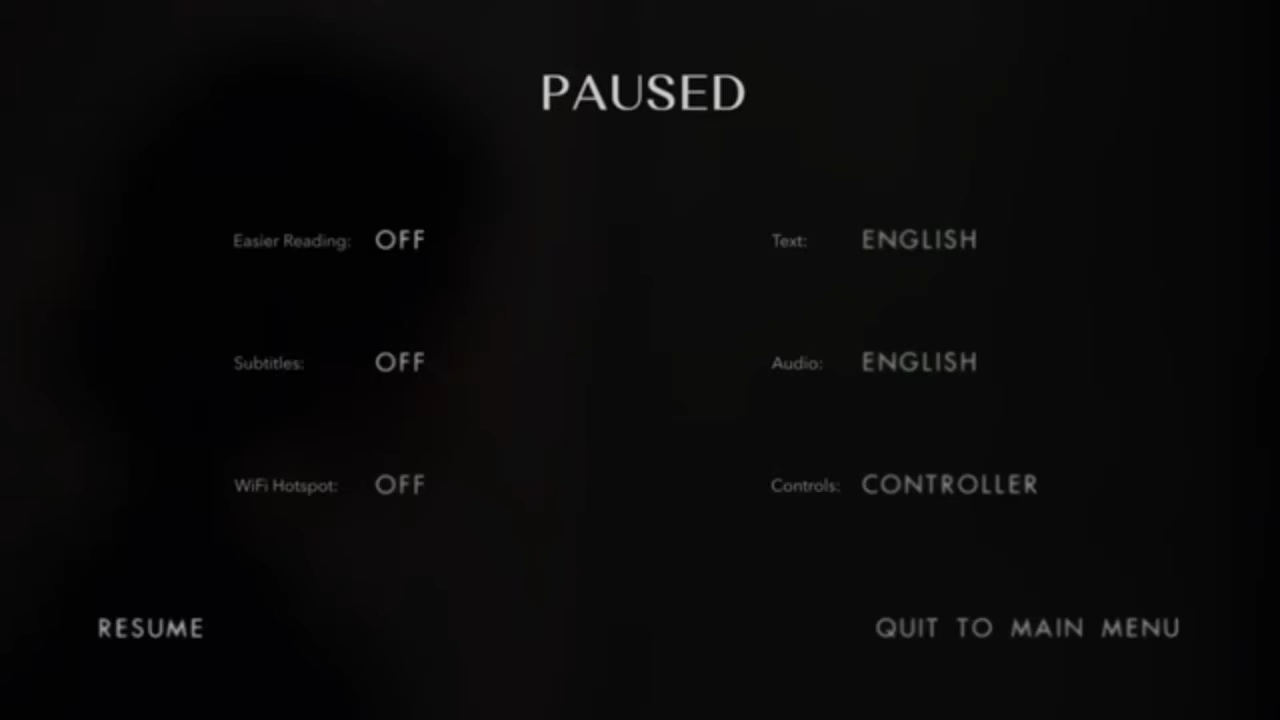 PAUSED
Easier Reading: OFF
Text: ENGLISH
Subtitles: OFF
Audio: ENGLISH
WiFi Hotspot: OFF
Controls: CONTROLLER
RESUME
QUIT TO MAIN MENU